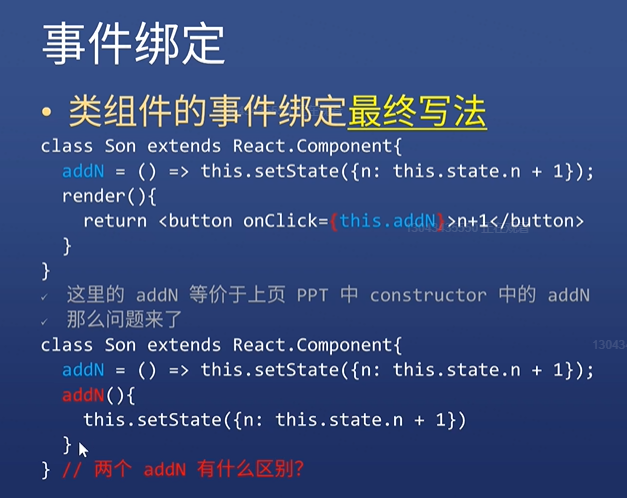 事件绑定
• 类组件的事件绑定最终写法
class Son extends React.Component{
addN = () => this.setState({n: this.state.n + 1});
render(){
return <button onClick={this.addN}>n+1</button>
}
}
✓ 这里的 addN 等价于上页 PPT 中 constructor 中的 addN
✓ 那么问题来了
class Son extends React.Component{
addN = () => this.setState({n: this.state.n + 1});
addN(){
this.setState({n: this.state.n + 1})
}
} // 两个 addN 有什么区别?